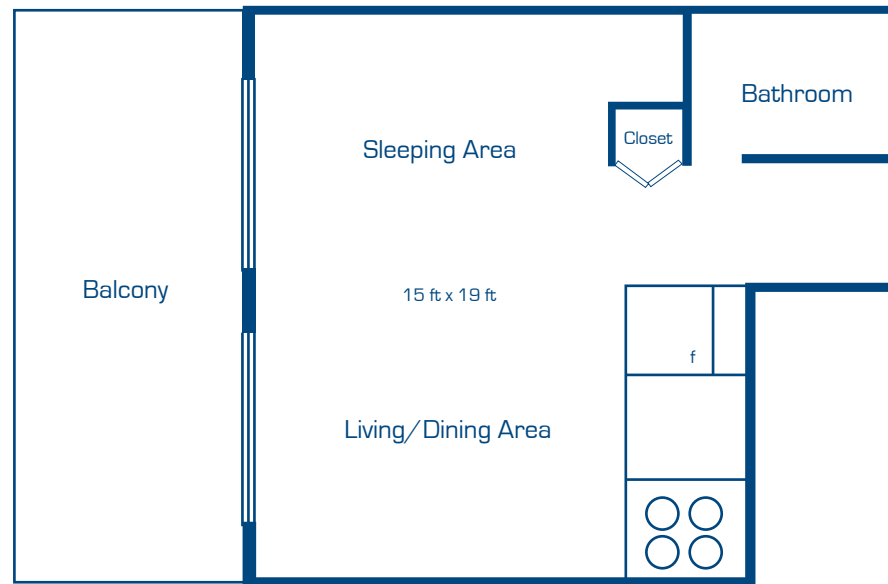 Bathroom
Closet
Sleeping Area
Balcony
15 ft x 19 ft
f
Living/Dining Area